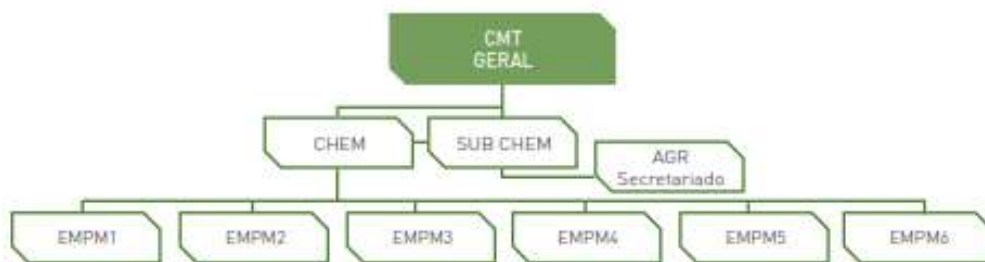 CMT
GERAL
CHEM
SUB CHEM
AGR
Secretariado
EMPM1
EMPM2
EMPM3
EMPM4
EMPM5
EMPM6